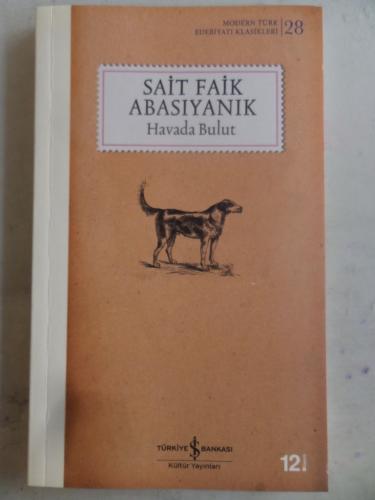 MODERN TÜRK
EDEBİYATI KLASİKLERİ 28
SAİT FAİK
ABASIYANIK
Havada Bulut
TÜRKİYE İŞ BANKASI
Kültür Yayınları
12